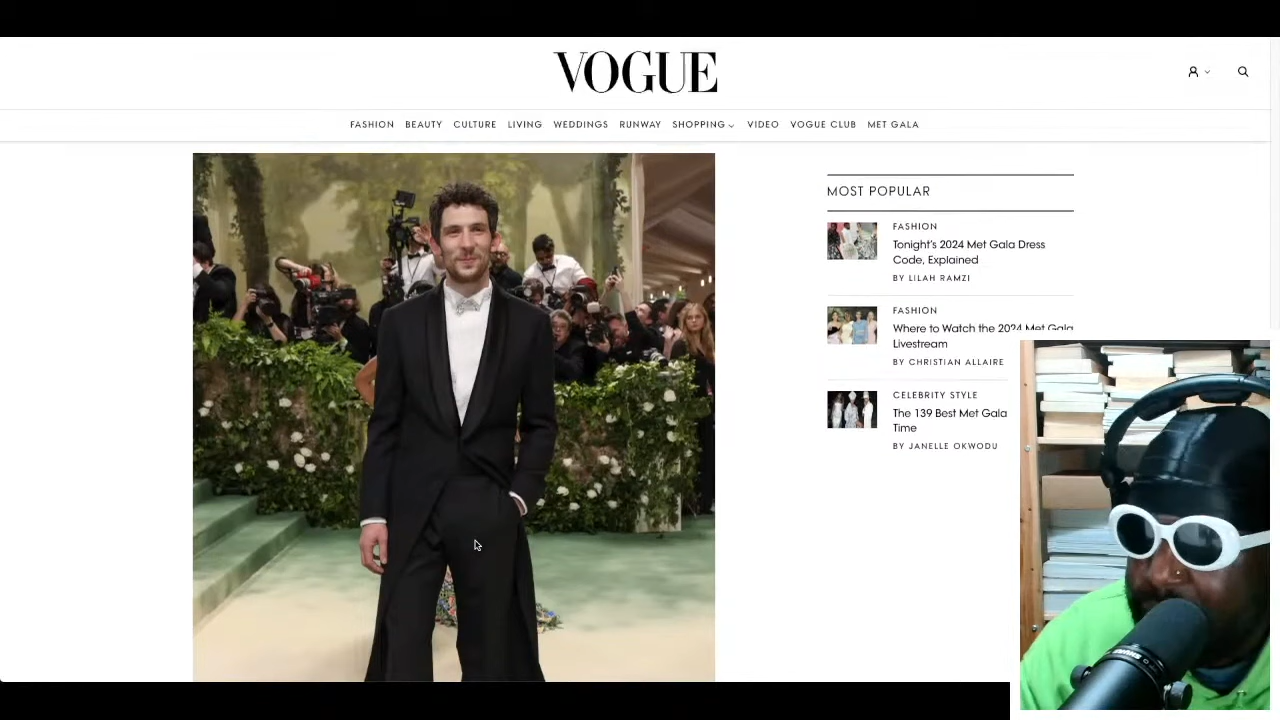 VOGUE
FASHION BEAUTY CULTURE LIVING WEDDINGS RUNWAY SHOPPING VIDEO VOGUE CLUB MET GALA
MOST POPULAR
FASHION
Tonight's 2024 Met Gala Dress
Code, Explained
BY LILAH RAMZI
FASHION
Where to Watch the 2024 Met Gala
Livestream
BY CHRISTIAN ALLAIRE
CELEBRITY STYLE
The 139 Best Met Gala
Time
BY JANELLE OKWODU